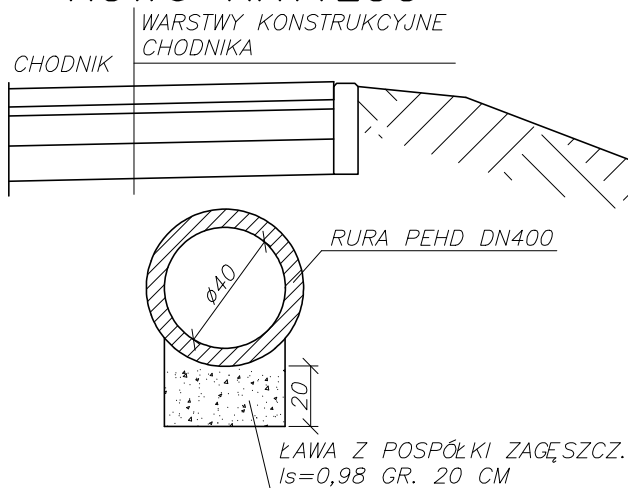 WARSTWY KONSTRUKCYJNE
CHODNIKA
CHODNIK
RURA PEHD DN400
ø40
20
ŁAWA Z POSPÓŁKI ZAGĘSZCZ.
Is=0,98 GR. 20 CM